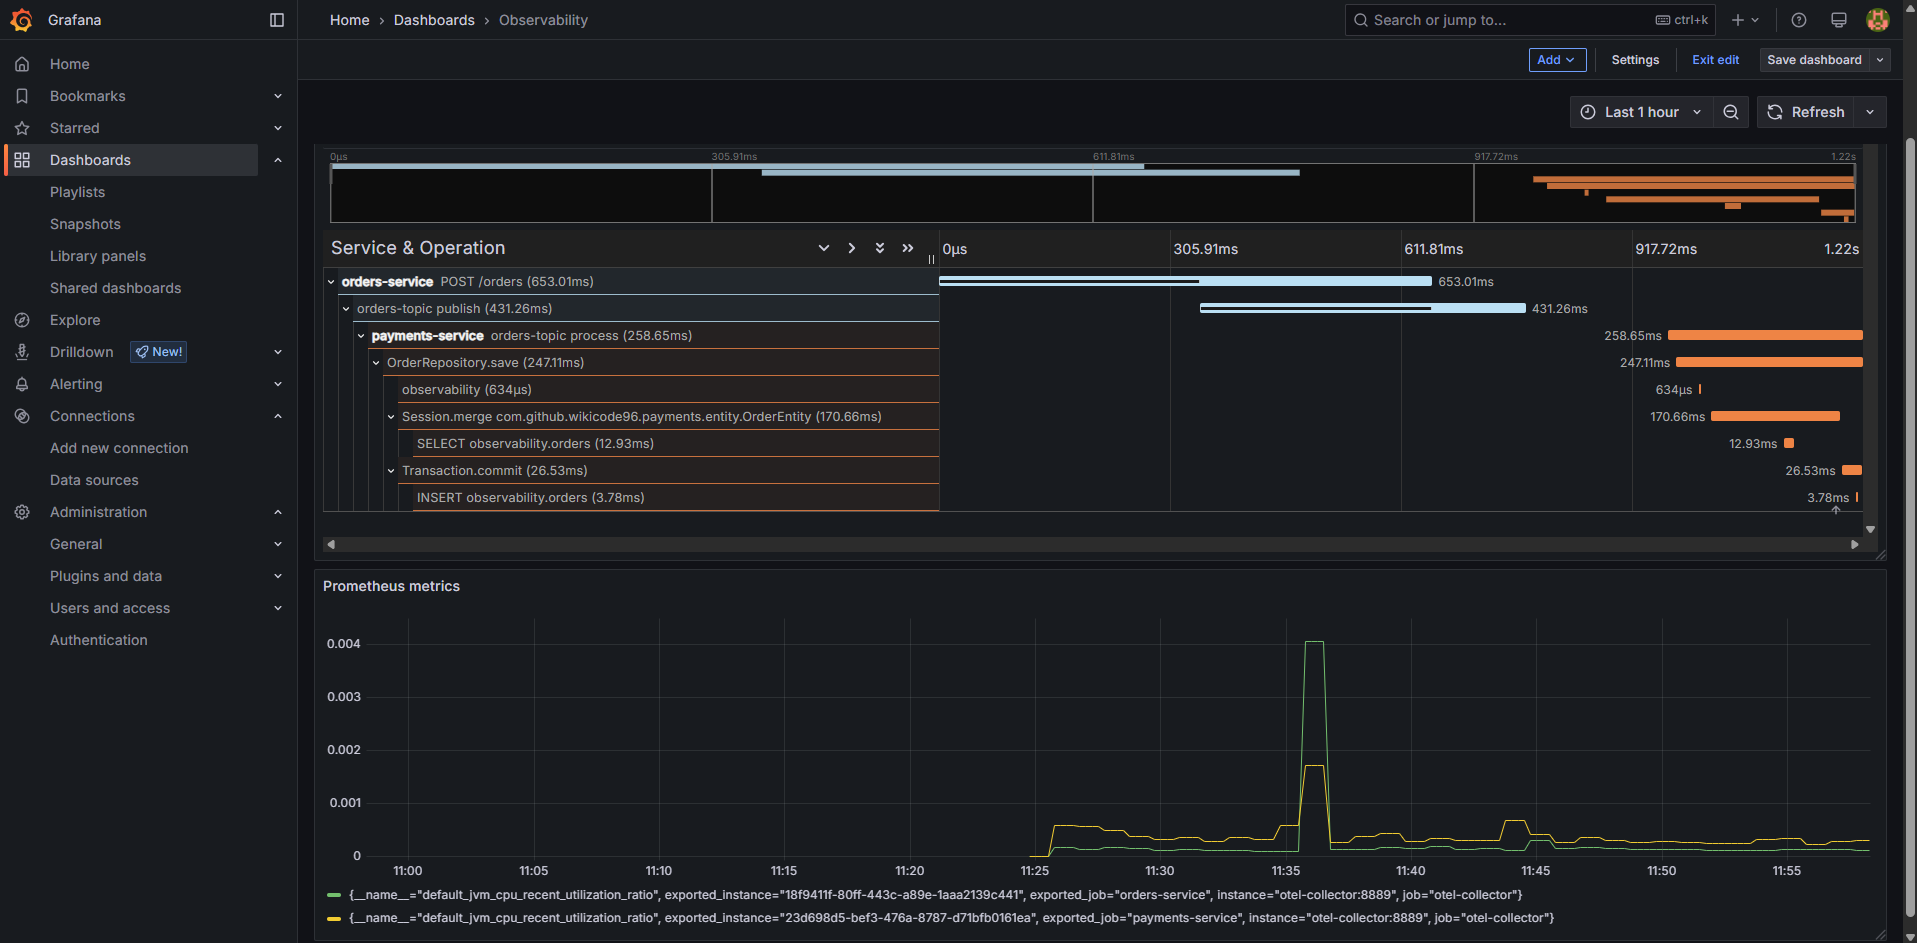 Grafana
Home › Dashboards › Observability
Search or jump to...
ctrl+k
Home
Bookmarks
Starred
Dashboards
Playlists
Snapshots
Library panels
Shared dashboards
Explore
Drilldown
New!
Alerting
Connections
Add new connection
Data sources
Administration
General
Plugins and data
Users and access
Authentication
Add
Settings
Exit edit
Save dashboard
Last 1 hour
Refresh
0μs 305.91ms 611.81ms 917.72ms 1.22s
Service & Operation
0μs 305.91ms 611.81ms 917.72ms 1.22s
orders-service POST /orders (653.01ms)
653.01ms
orders-topic publish (431.26ms)
431.26ms
payments-service orders-topic process (258.65ms)
258.65ms
OrderRepository.save (247.11ms)
247.11ms
observability (634μs)
634μs
Session.merge com.github.wikicode96.payments.entity.OrderEntity (170.66ms)
170.66ms
SELECT observability.orders (12.93ms)
12.93ms
Transaction.commit (26.53ms)
26.53ms
INSERT observability.orders (3.78ms)
3.78ms
Prometheus metrics
0.004
0.003
0.002
0.001
0
11:00 11:05 11:10 11:15 11:20 11:25 11:30 11:35 11:40 11:45 11:50 11:55
{__name__="default_jvm_cpu_recent_utilization_ratio", exported_instance="18f9411f-80ff-443c-a89e-1aaa2139c441", exported_job="orders-service", instance="otel-collector:8889", job="otel-collector"}
{__name__="default_jvm_cpu_recent_utilization_ratio", exported_instance="23d698d5-bef3-476a-8787-d71bfb0161ea", exported_job="payments-service", instance="otel-collector:8889", job="otel-collector"}